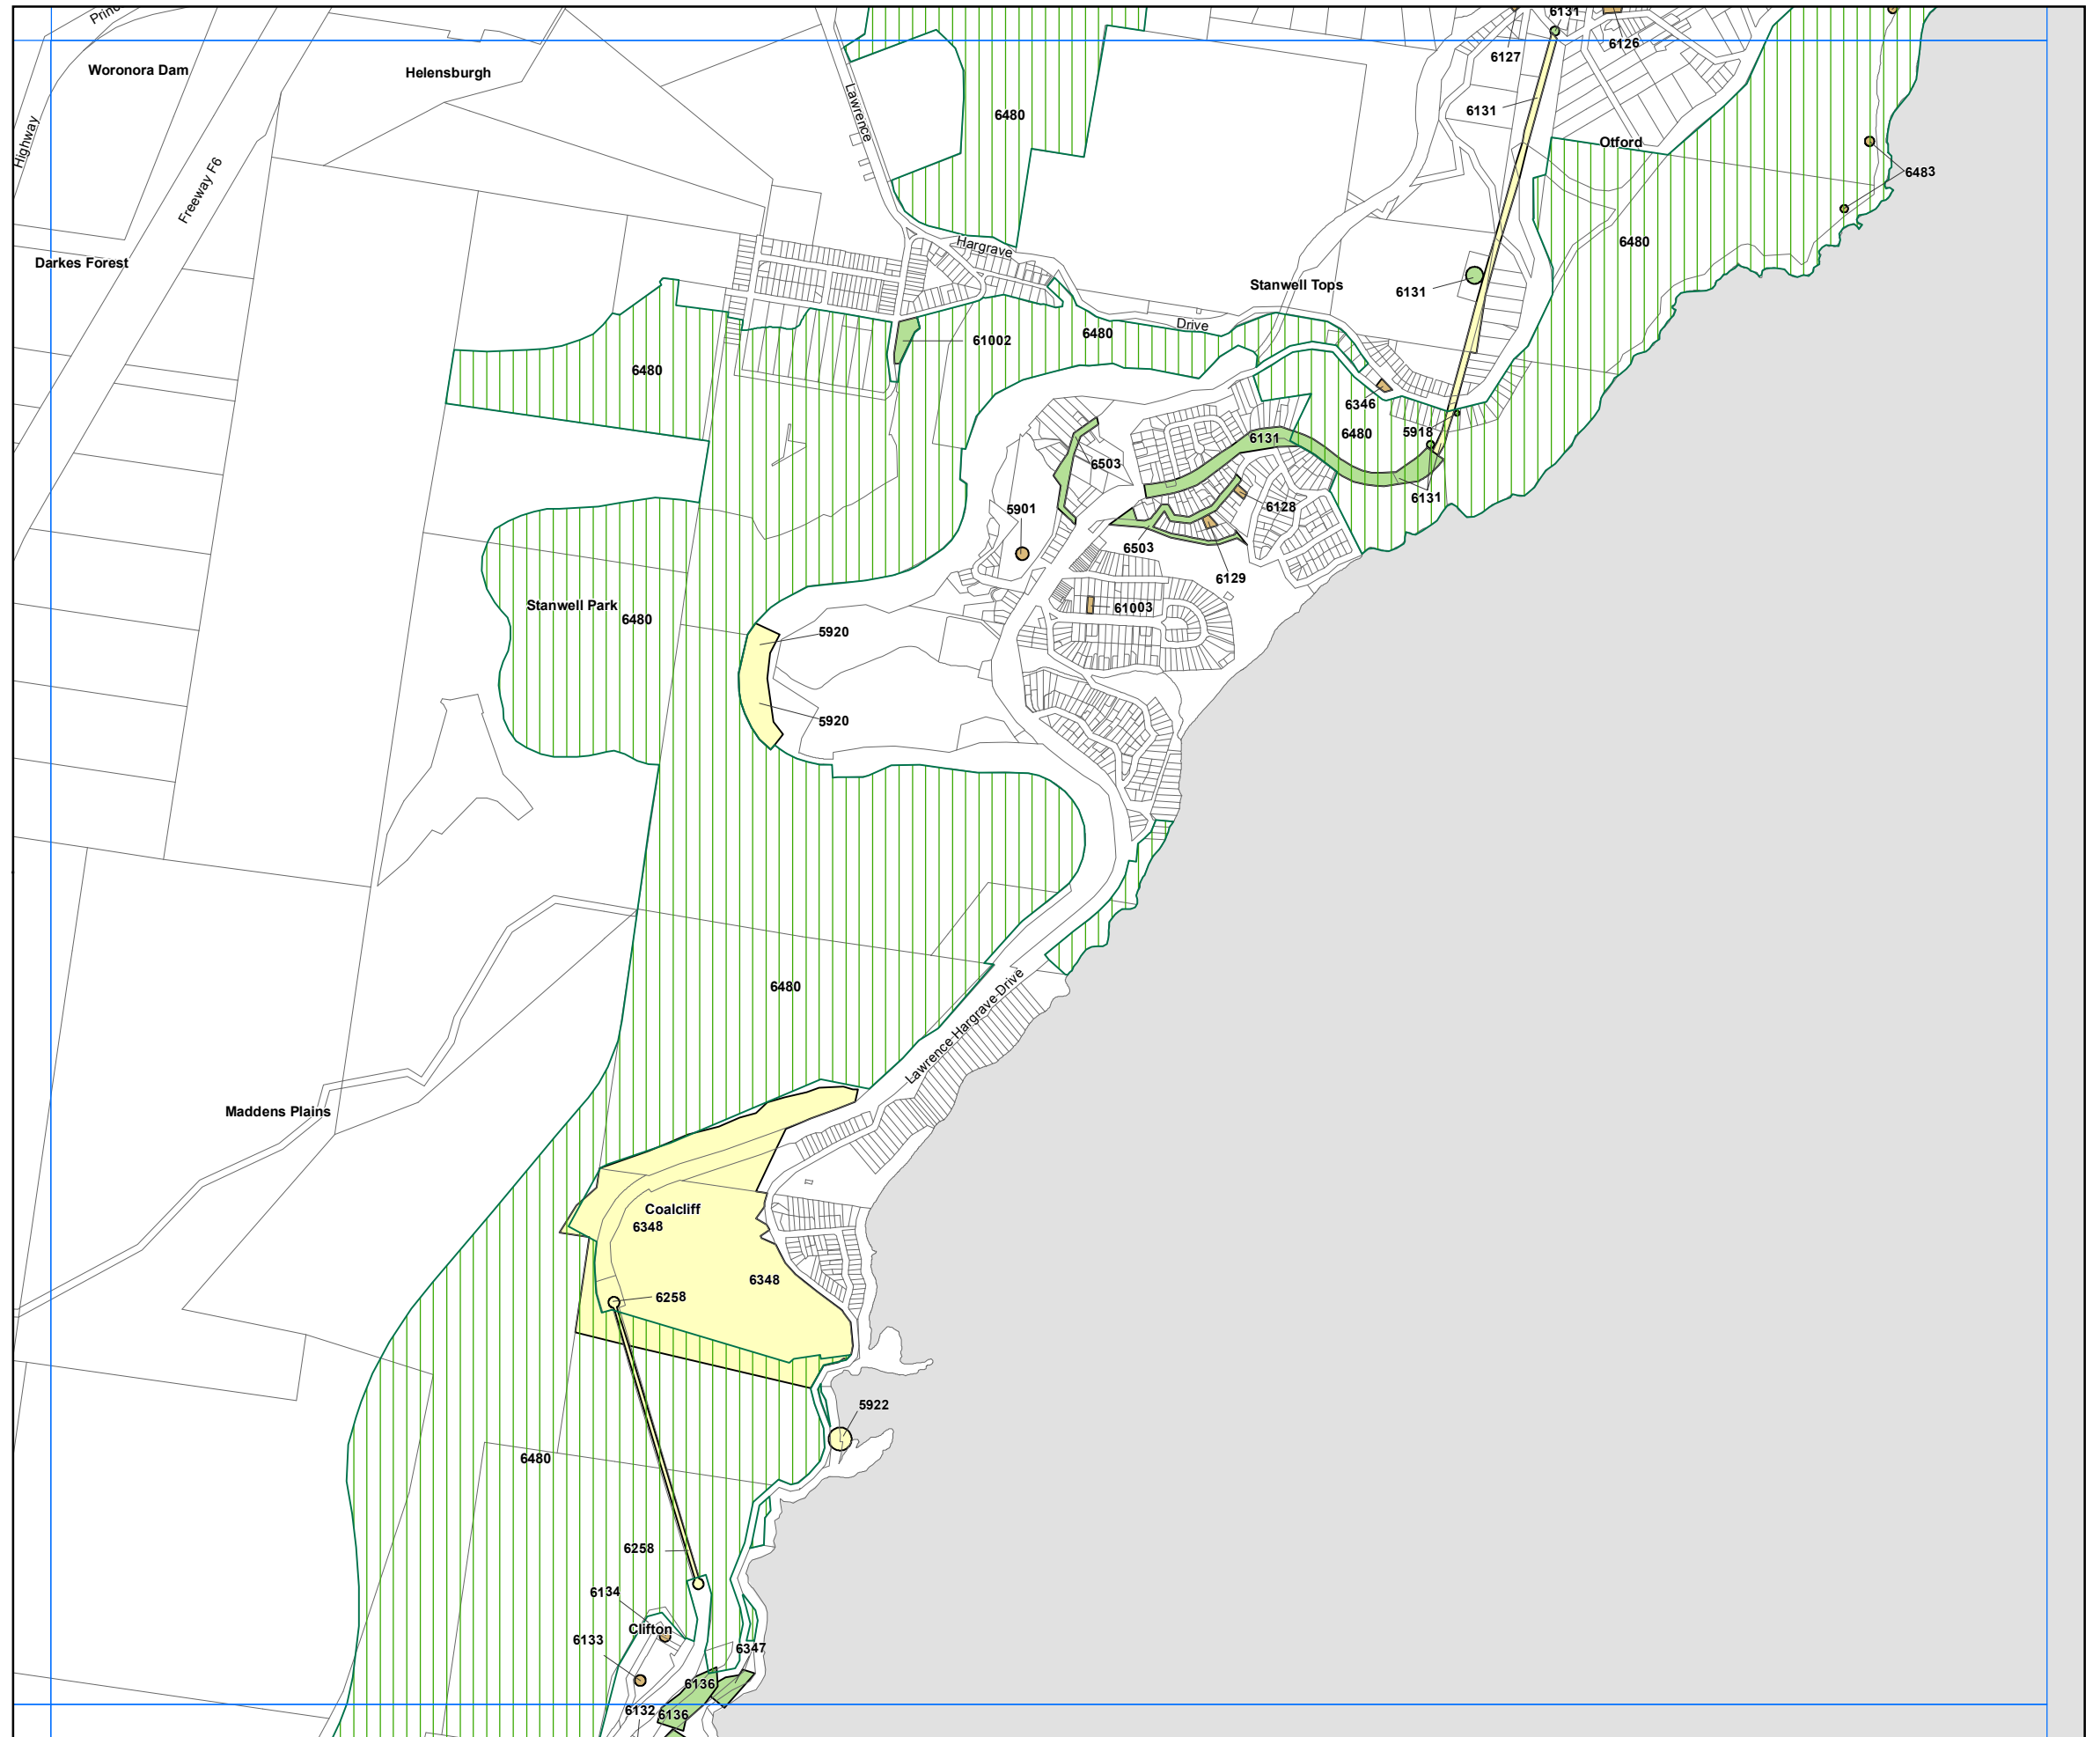 6131
6126
6127
Woronora Dam
Helensburgh
Lawrence
6480
6131
Highway
Otford
6483
Freeway F6
6480
Hargrave
Darkes Forest
Stanwell Tops
6131
Drive
6480
61002
6480
6346
6480
5918
6131
6503
6131
5901
6128
6503
6129
Stanwell Park
61003
6480
5920
5920
6480
Lawrence Hargrave Drive
Maddens Plains
Coalcliff
6348
6348
6258
5922
6480
6258
6134
Clifton
6133
6347
6136
6132
6136